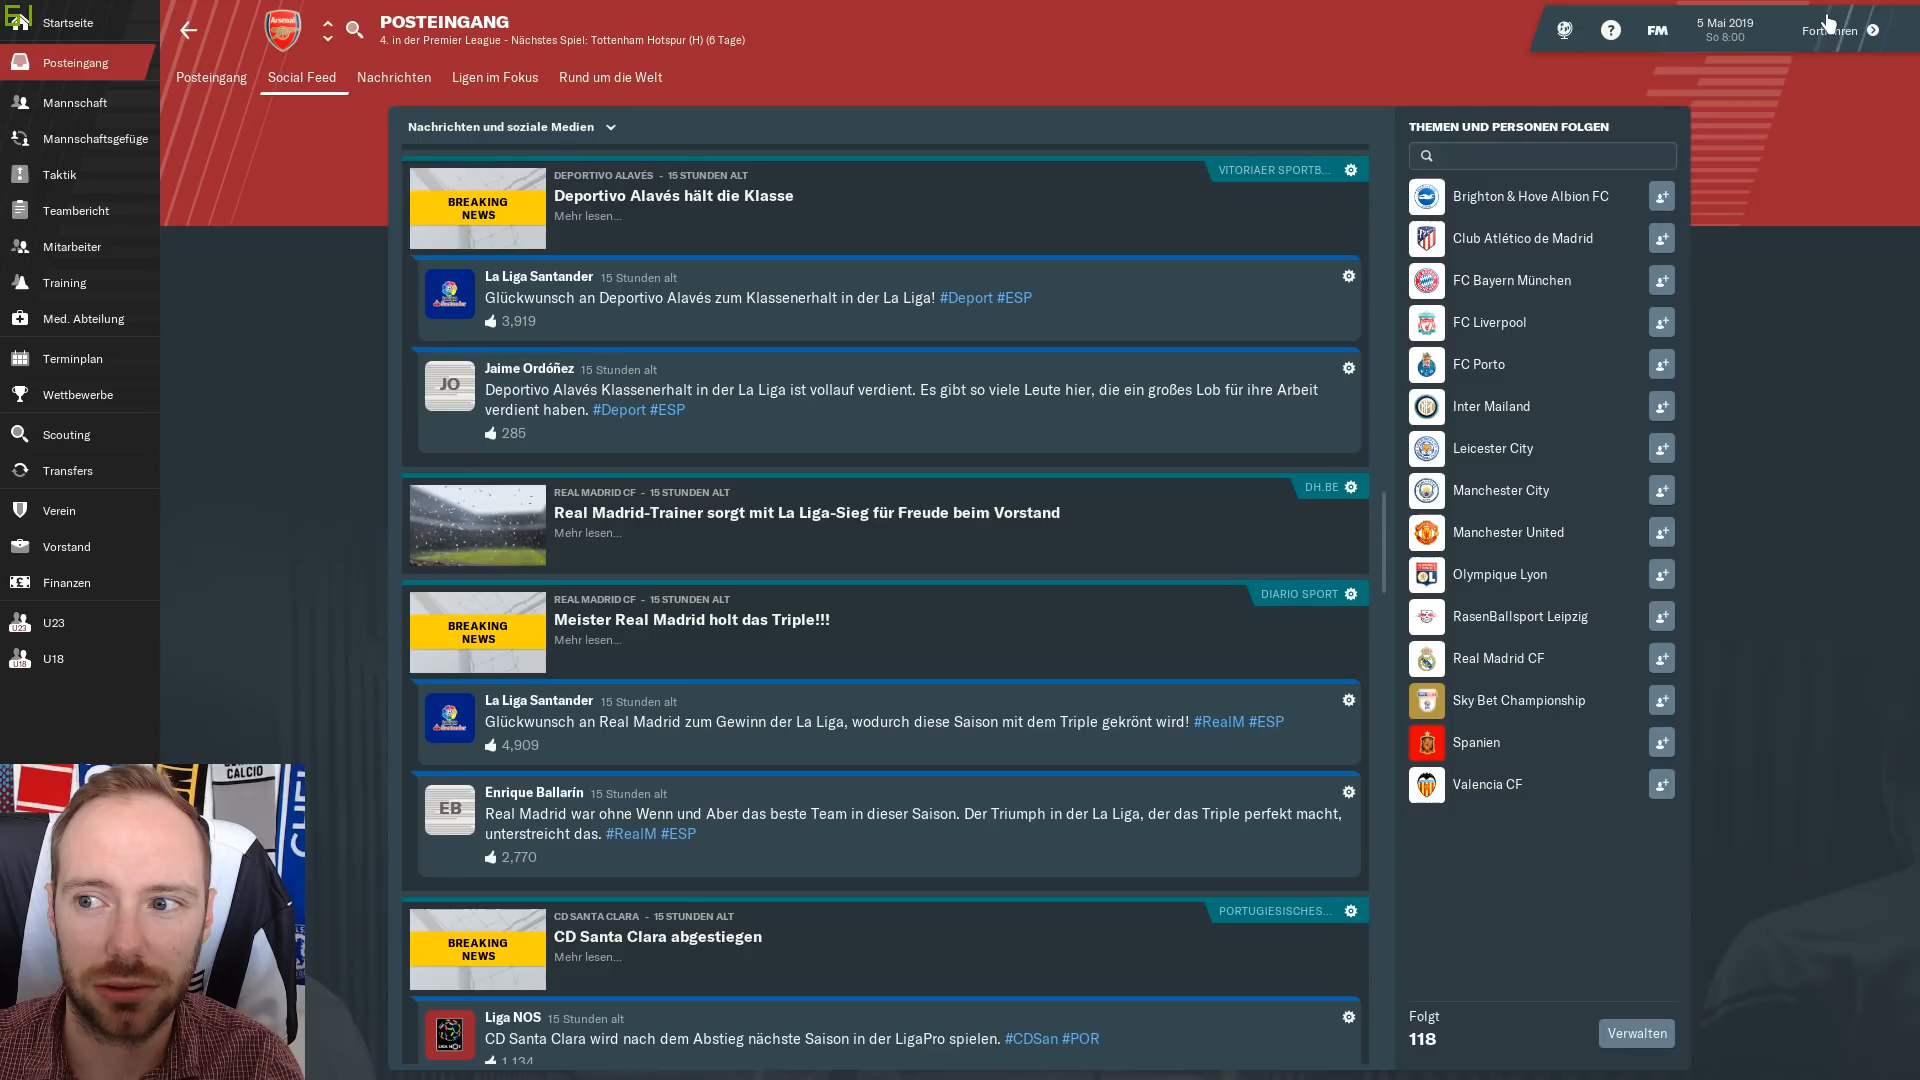 Startseite
Posteingang
Mannschaft
Mannschaftsgefüge
Taktik
Teambericht
Mitarbeiter
Training
Med. Abteilung
Terminplan
Wettbewerbe
Scouting
Transfers
Verein
Vorstand
Finanzen
U23
U23
U18
U18
Arsenal
POSTEINGANG
4. in der Premier League - Nächstes Spiel: Tottenham Hotspur (H) (6 Tage)
FM
5 Mai 2019
So 8:00
Posteingang
Social Feed
Nachrichten
Ligen im Fokus
Rund um die Welt
Nachrichten und soziale Medien
BREAKING
NEWS
DEPORTIVO ALAVÉS - 15 STUNDEN ALT
VITORIAER SPORTB...
Deportivo Alavés hält die Klasse
Mehr lesen...
La Liga Santander 15 Stunden alt
Glückwunsch an Deportivo Alavés zum Klassenerhalt in der La Liga! #Deport #ESP
3,919
JO
Jaime Ordóñez 15 Stunden alt
Deportivo Alavés Klassenerhalt in der La Liga ist vollauf verdient. Es gibt so viele Leute hier, die ein großes Lob für ihre Arbeit
verdient haben. #Deport #ESP
285
REAL MADRID CF - 15 STUNDEN ALT
DH.BE
Real Madrid-Trainer sorgt mit La Liga-Sieg für Freude beim Vorstand
Mehr lesen...
BREAKING
NEWS
REAL MADRID CF - 15 STUNDEN ALT
DIARIO SPORT
Meister Real Madrid holt das Triple!!!
Mehr lesen...
La Liga Santander 15 Stunden alt
Glückwunsch an Real Madrid zum Gewinn der La Liga, wodurch diese Saison mit dem Triple gekrönt wird! #RealM #ESP
4,909
EB
Enrique Ballarín 15 Stunden alt
Real Madrid war ohne Wenn und Aber das beste Team in dieser Saison. Der Triumph in der La Liga, der das Triple perfekt macht,
unterstreicht das. #RealM #ESP
2,770
BREAKING
NEWS
CD SANTA CLARA - 15 STUNDEN ALT
PORTUGIESISCHES...
CD Santa Clara abgestiegen
Mehr lesen...
Liga NOS 15 Stunden alt
CD Santa Clara wird nach dem Abstieg nächste Saison in der LigaPro spielen. #CDSan #POR
1,134
THEMEN UND PERSONEN FOLGEN
Brighton & Hove Albion FC
Club Atlético de Madrid
FC Bayern München
FC Liverpool
FC Porto
Inter Mailand
Leicester City
Manchester City
Manchester United
Olympique Lyon
RasenBallsport Leipzig
Real Madrid CF
Sky Bet Championship
Spanien
Valencia CF
Folgt
118
Verwalten
CALCIO